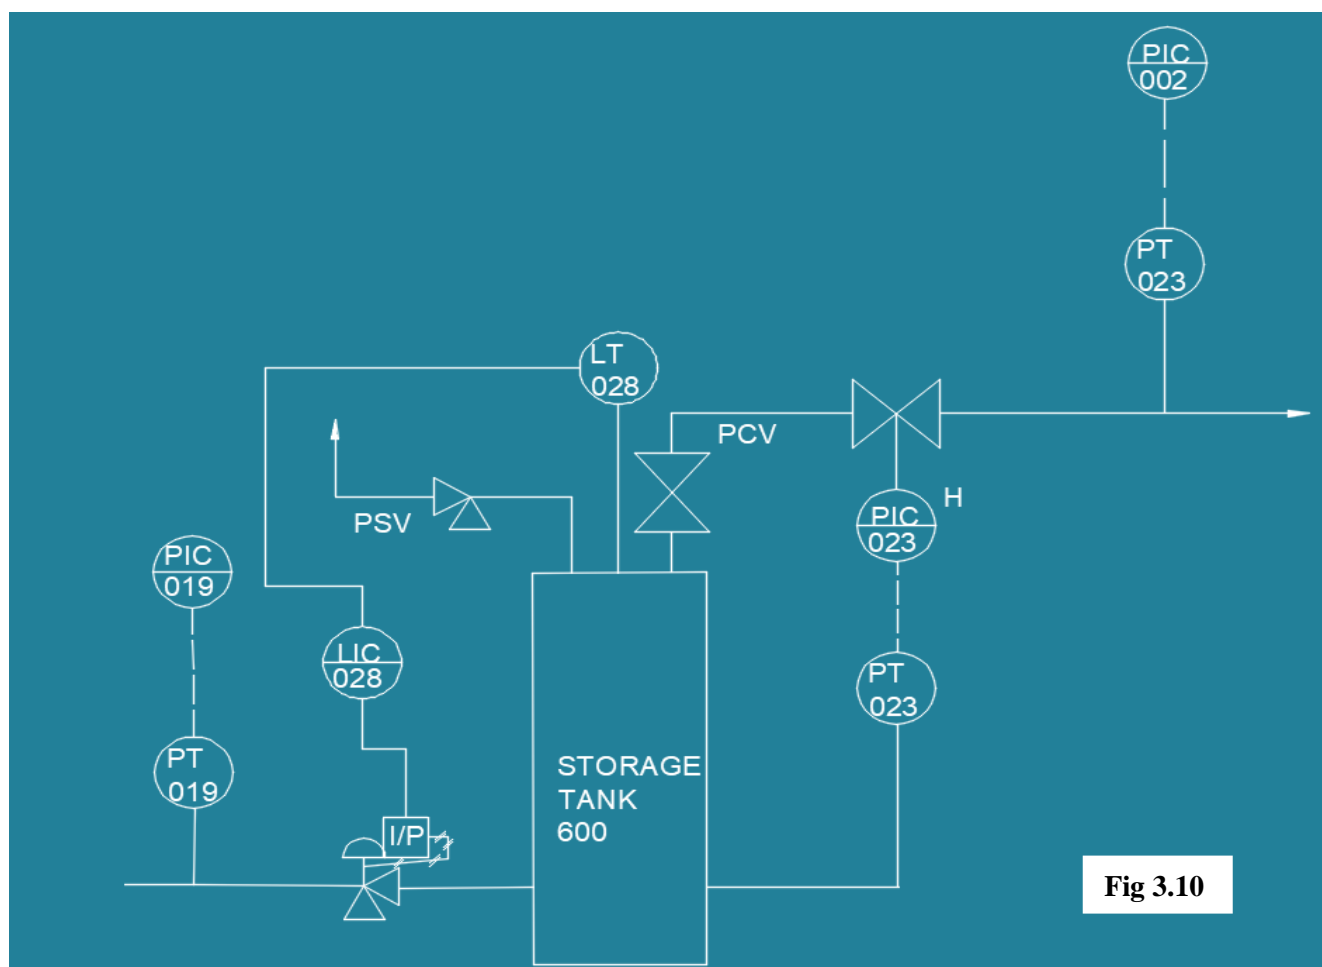 PIC
002
PT
023
LT
028
PCV
PSV
H
PIC
023
PIC
019
LIC
028
PT
023
PT
019
I/P
STORAGE
TANK
600
Fig 3.10